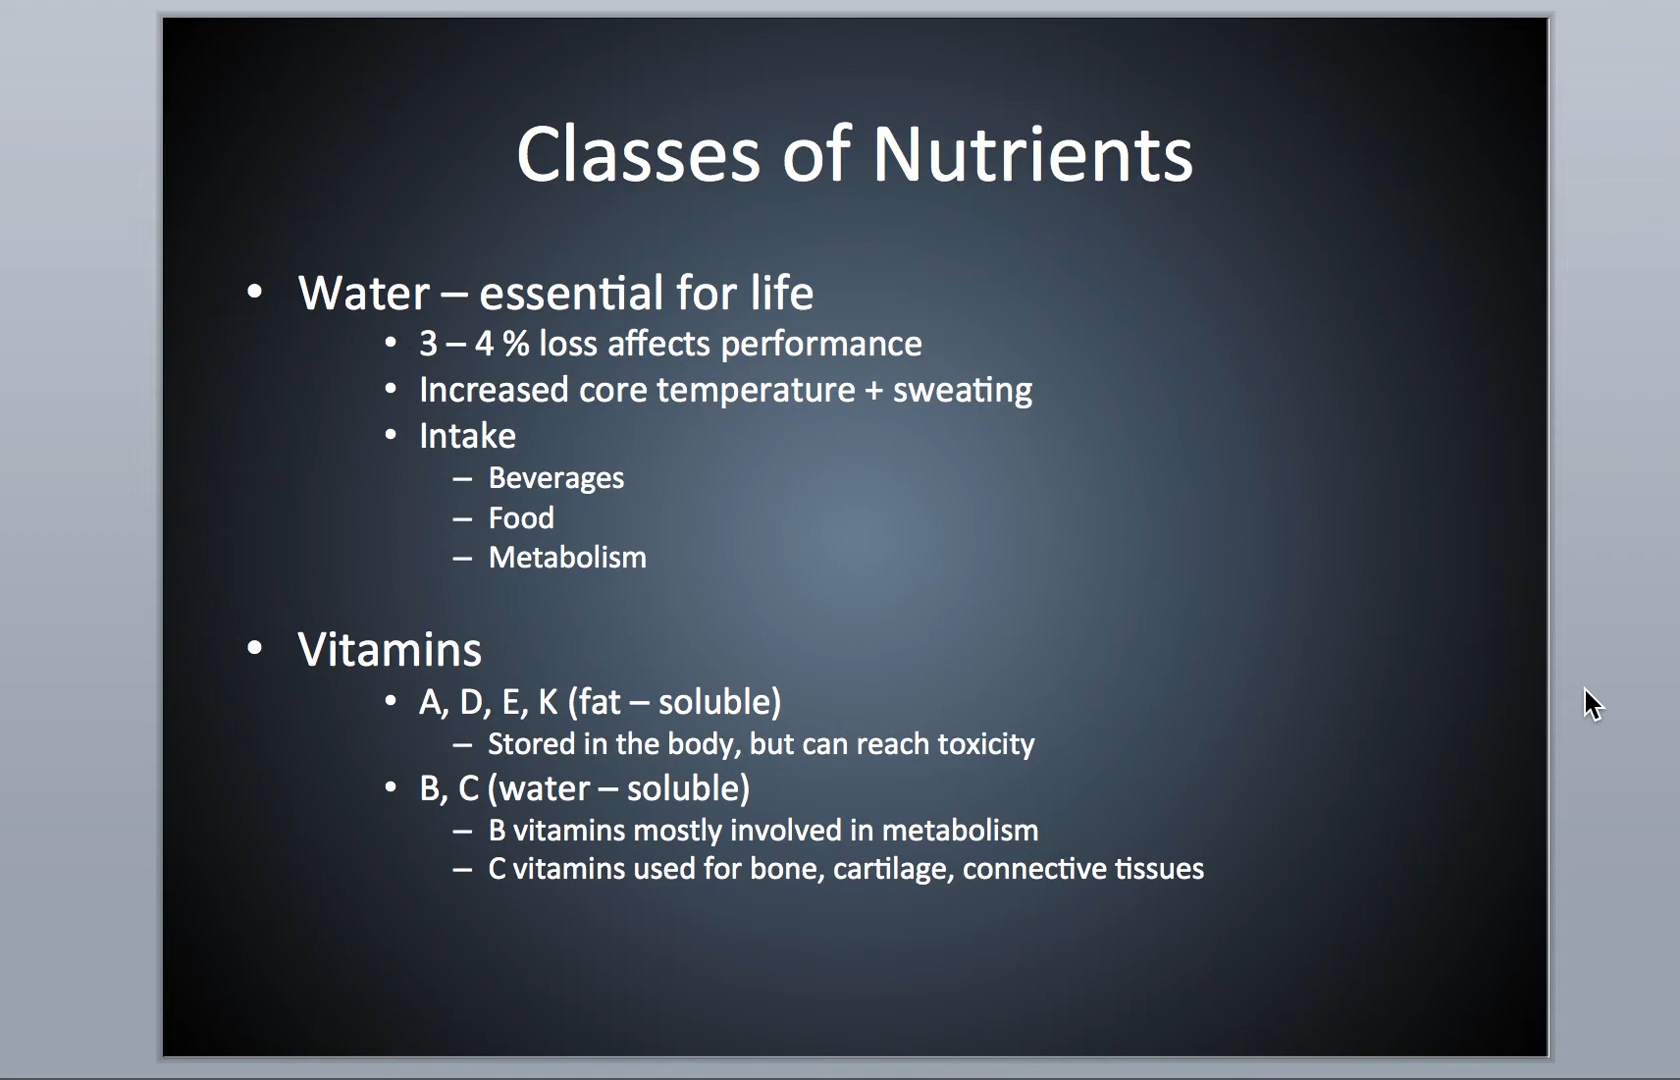 Classes of Nutrients
• Water – essential for life
• 3 – 4 % loss affects performance
• Increased core temperature + sweating
• Intake
– Beverages
– Food
– Metabolism
• Vitamins
• A, D, E, K (fat – soluble)
– Stored in the body, but can reach toxicity
• B, C (water – soluble)
– B vitamins mostly involved in metabolism
– C vitamins used for bone, cartilage, connective tissues